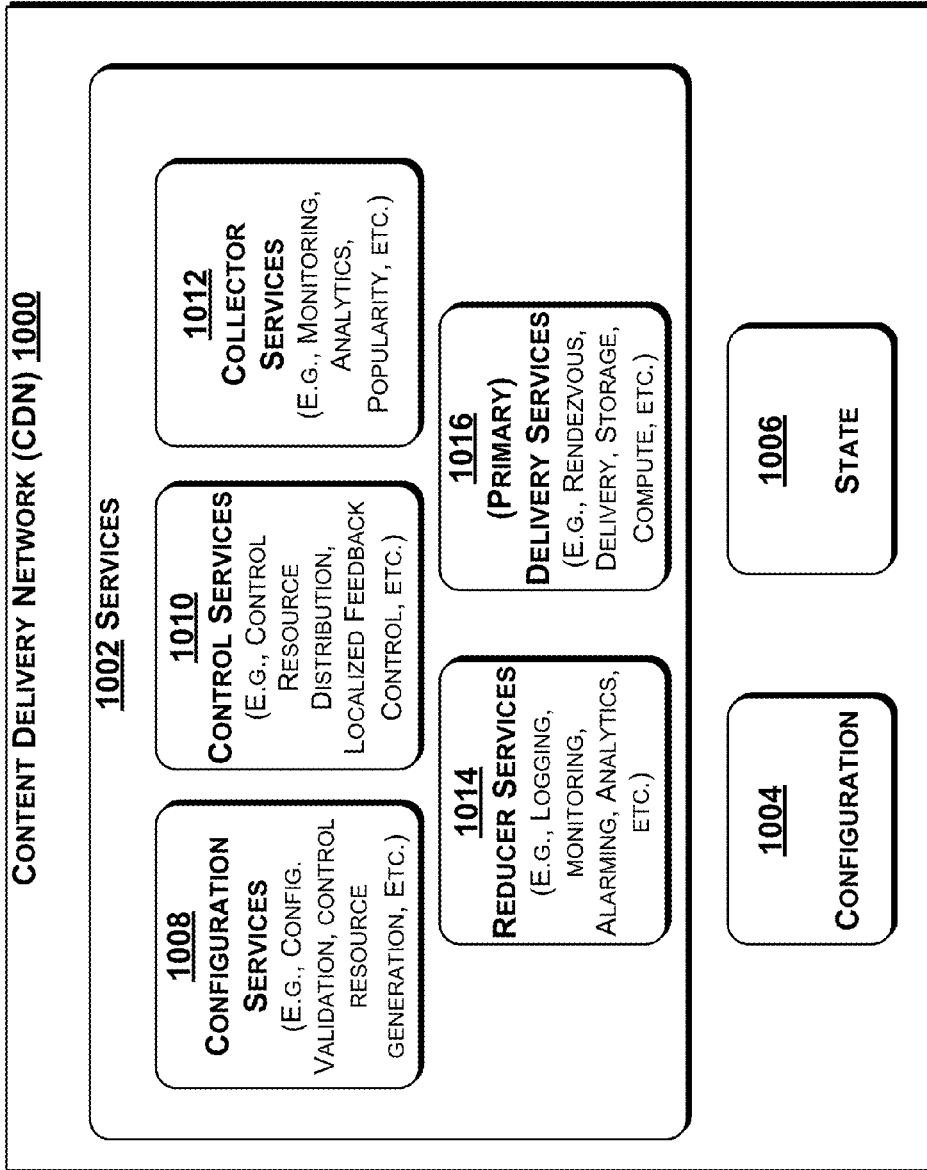 CONTENT DELIVERY NETWORK (CDN) 1000
1002 SERVICES
1008
CONFIGURATION
SERVICES
(E.G., CONFIG.
VALIDATION, CONTROL
RESOURCE
GENERATION, ETC.)
1010
CONTROL SERVICES
(E.G., CONTROL
RESOURCE
DISTRIBUTION,
LOCALIZED FEEDBACK
CONTROL, ETC.)
1012
COLLECTOR
SERVICES
(E.G., MONITORING,
ANALYTICS,
POPULARITY, ETC.)
1014
REDUCER SERVICES
(E.G., LOGGING,
MONITORING,
ALARMING, ANALYTICS,
ETC.)
1016
(PRIMARY)
DELIVERY SERVICES
(E.G., RENDEZVOUS,
DELIVERY, STORAGE,
COMPUTE, ETC.)
1004
CONFIGURATION
1006
STATE